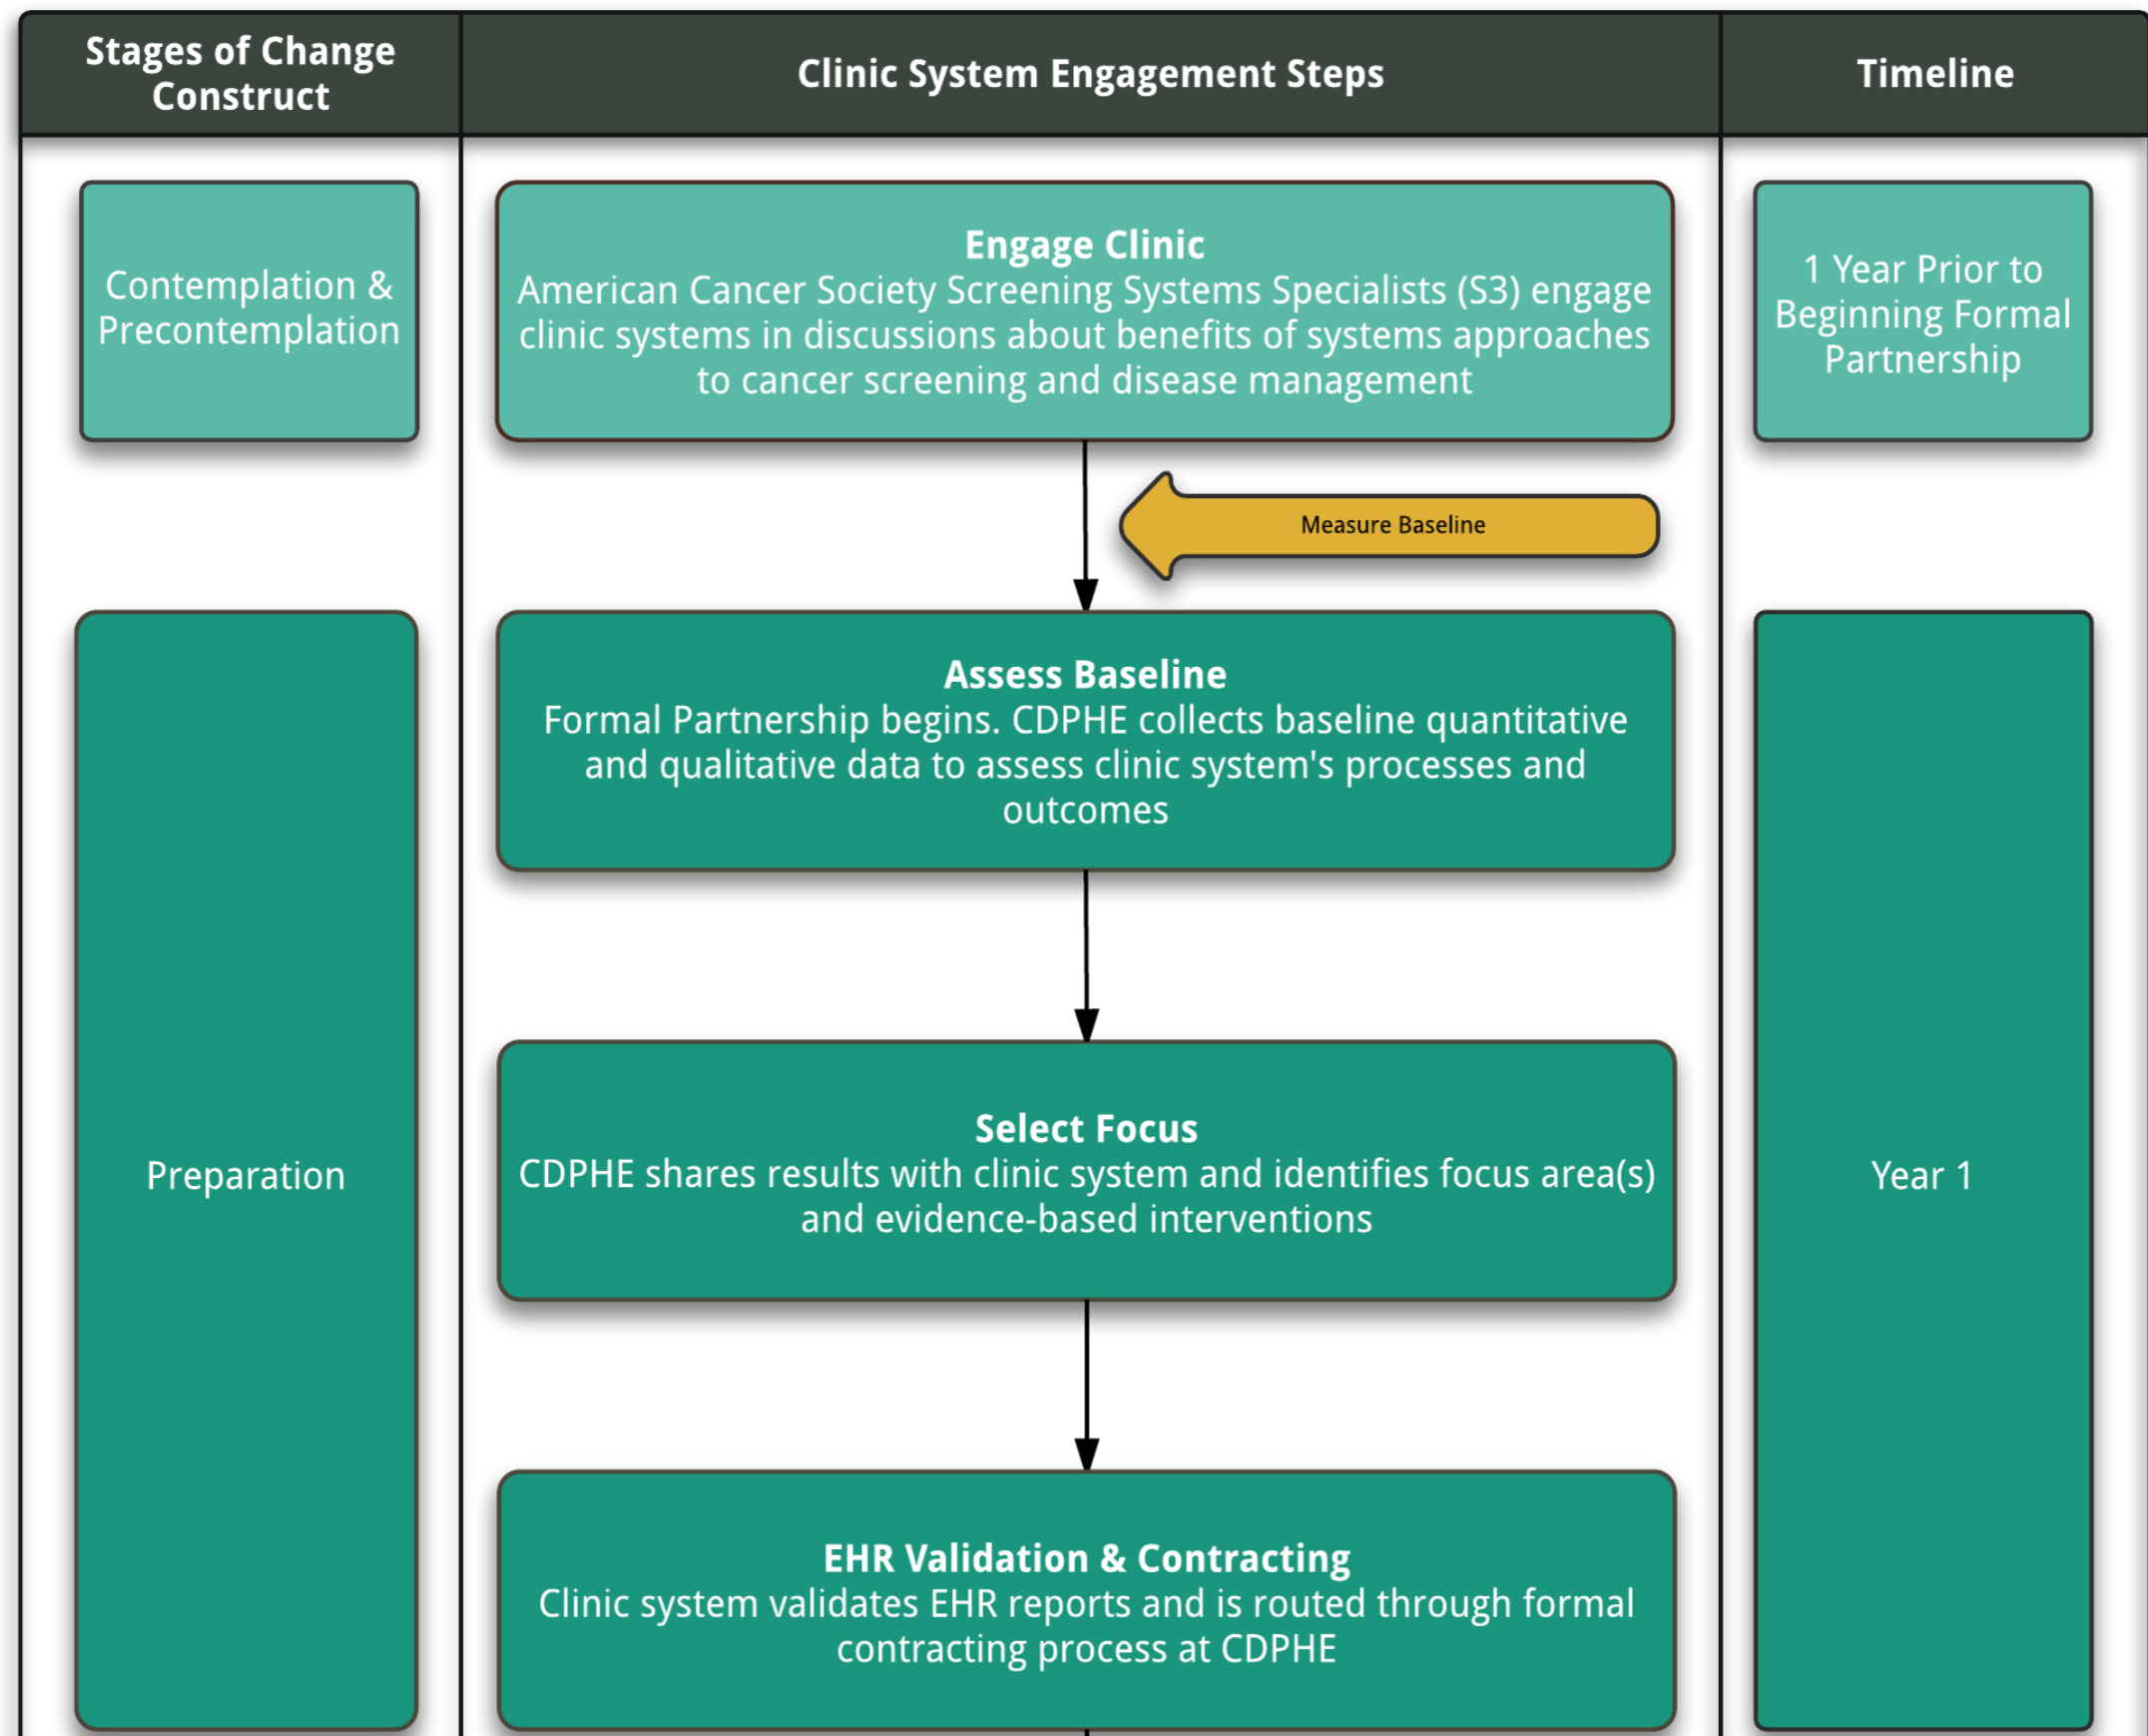 Stages of Change
Construct
Clinic System Engagement Steps
Timeline
Contemplation &
Precontemplation
Engage Clinic
American Cancer Society Screening Systems Specialists (S3) engage
clinic systems in discussions about benefits of systems approaches
to cancer screening and disease management
1 Year Prior to
Beginning Formal
Partnership
Measure Baseline
Preparation
Assess Baseline
Formal Partnership begins. CDPHE collects baseline quantitative
and qualitative data to assess clinic system's processes and
outcomes
Select Focus
CDPHE shares results with clinic system and identifies focus area(s)
and evidence-based interventions
EHR Validation & Contracting
Clinic system validates EHR reports and is routed through formal
contracting process at CDPHE
Year 1